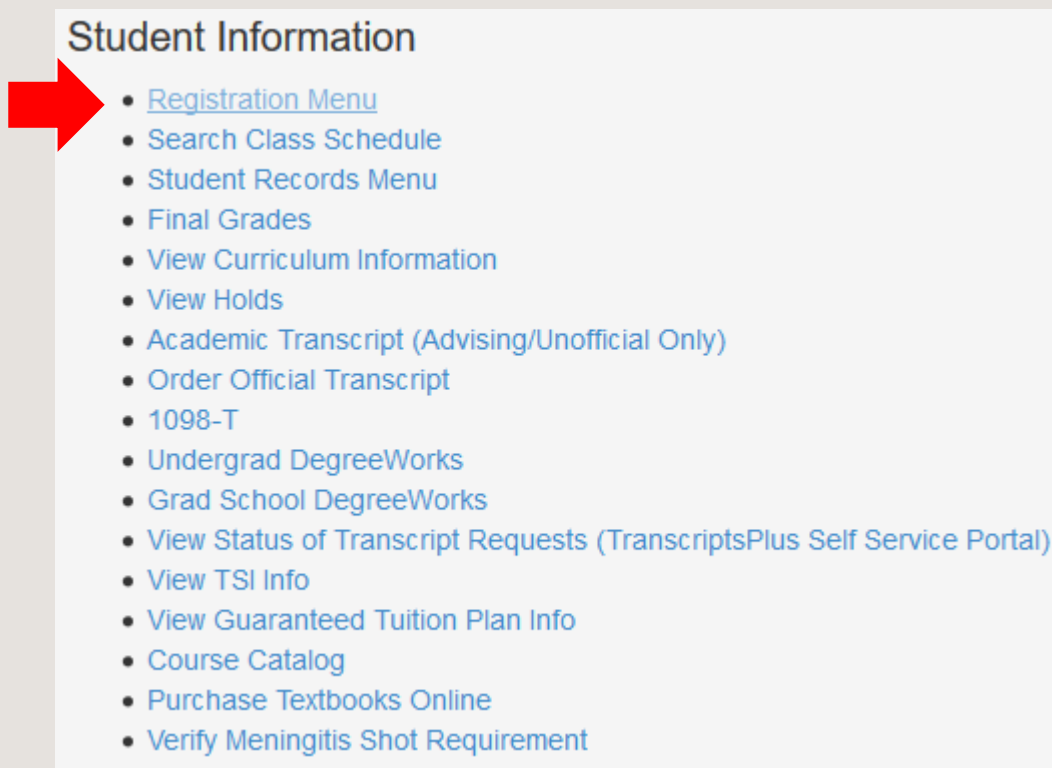 Student Information
Registration Menu
Search Class Schedule
Student Records Menu
Final Grades
View Curriculum Information
View Holds
Academic Transcript (Advising/Unofficial Only)
Order Official Transcript
1098-T
Undergrad DegreeWorks
Grad School DegreeWorks
View Status of Transcript Requests (TranscriptsPlus Self Service Portal)
View TSI Info
View Guaranteed Tuition Plan Info
Course Catalog
Purchase Textbooks Online
Verify Meningitis Shot Requirement